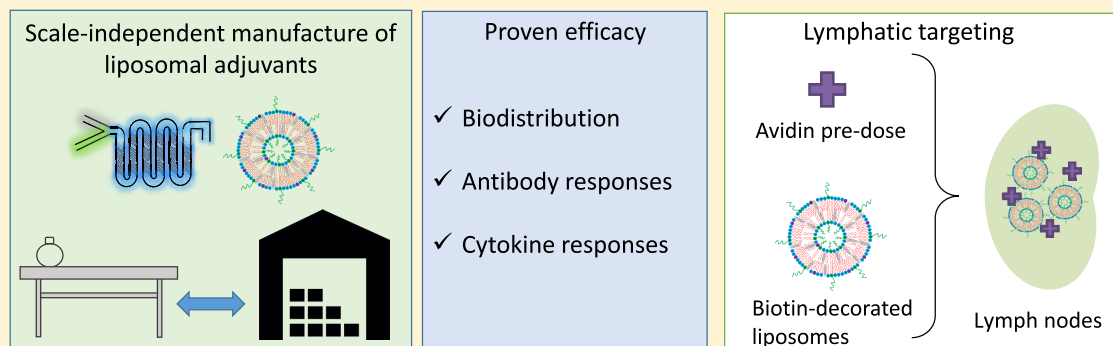 Scale-independent manufacture of
liposomal adjuvants
Proven efficacy
✓ Biodistribution
✓ Antibody responses
✓ Cytokine responses
Lymphatic targeting
Avidin pre-dose
Biotin-decorated
liposomes
Lymph nodes